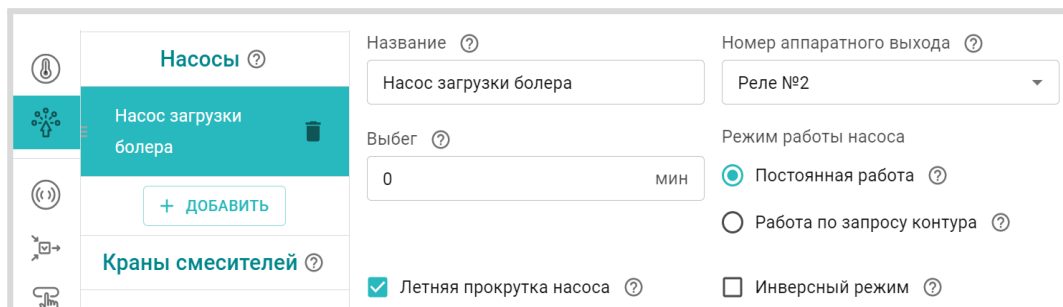 Насосы
Насос загрузки
болера
+ ДОБАВИТЬ
Краны смесителей
Название
Насос загрузки болера
Выбег
0 мин
Летняя прокрутка насоса
Номер аппаратного выхода
Реле №2
Режим работы насоса
Постоянная работа
Работа по запросу контура
Инверсный режим